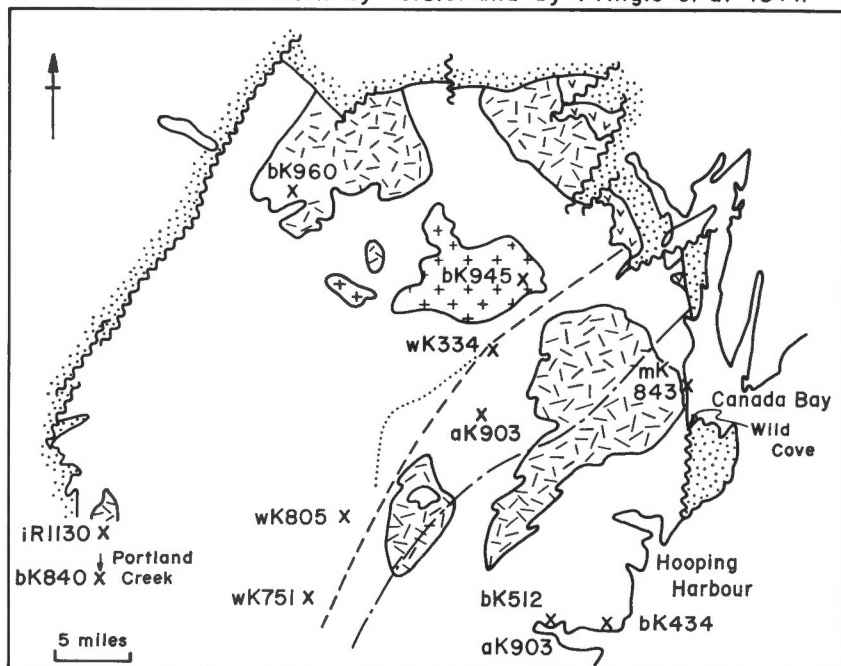 bK960
bK945
wK334
mK
843
Canada Bay
Wild
Cove
aK903
wK805
iR1130
Portland
Creek
bK840
wK751
Hooping
Harbour
bK512
bK434
aK903
5 miles